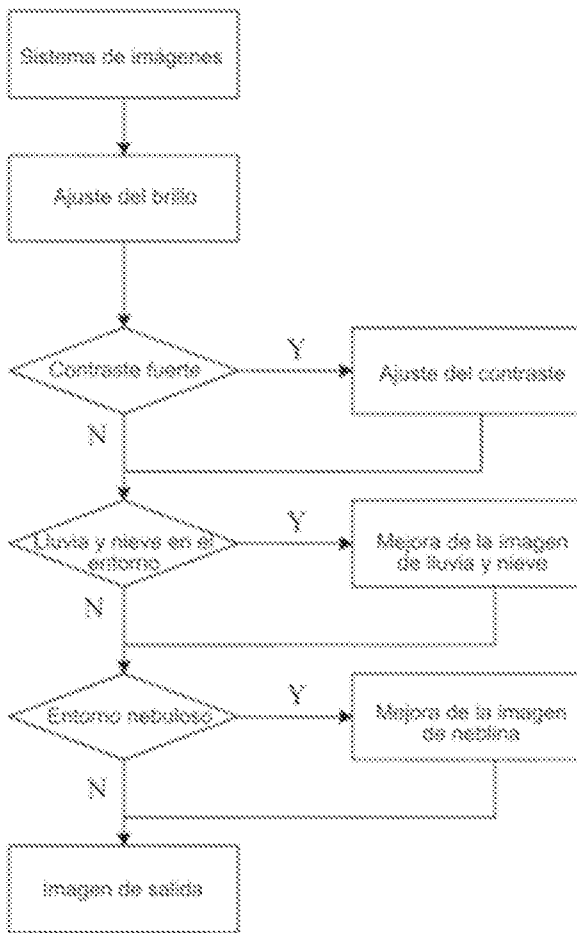 Sistema de imágenes
Ajuste del brillo
Contraste fuerte
Y
Ajuste del contraste
N
Lluvia y nieve en el
entorno
Y
Mejora de la imagen
de lluvia y nieve
N
Entorno nebuloso
Y
Mejora de la imagen
de neblina
N
Imagen de salida